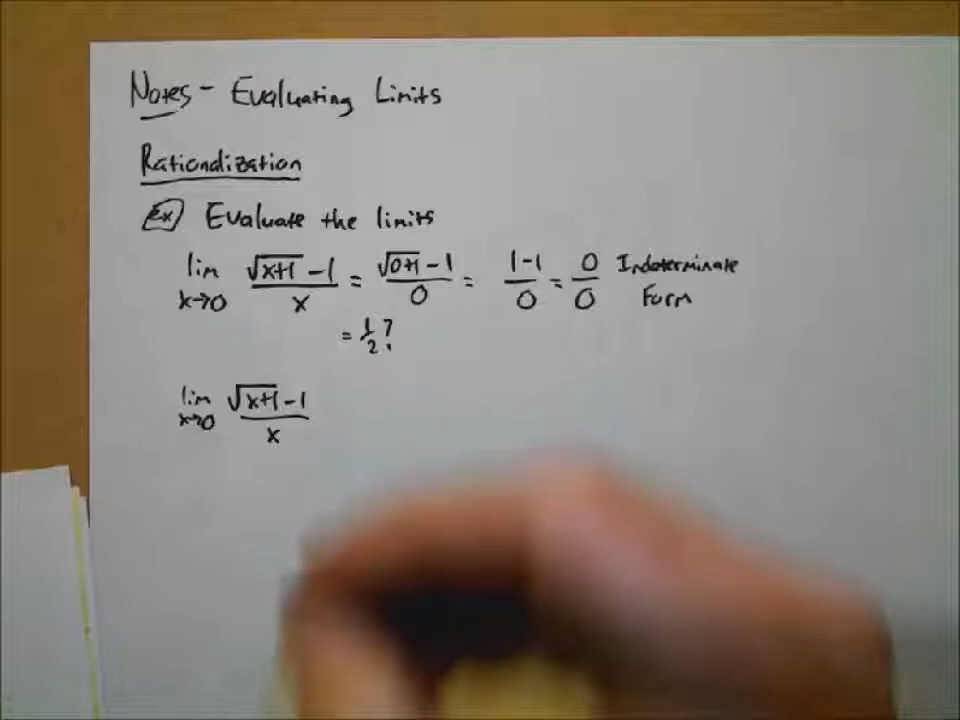 Notes - Evaluating Limits
Rationalization
Ex Evaluate the limits
lim x→0 (√(x+1) - 1)/x = (√(0+1) - 1)/0 = (1-1)/0 = 0/0 Indeterminate Form
= 1/2?
lim x→0 (√(x+1) - 1)/x